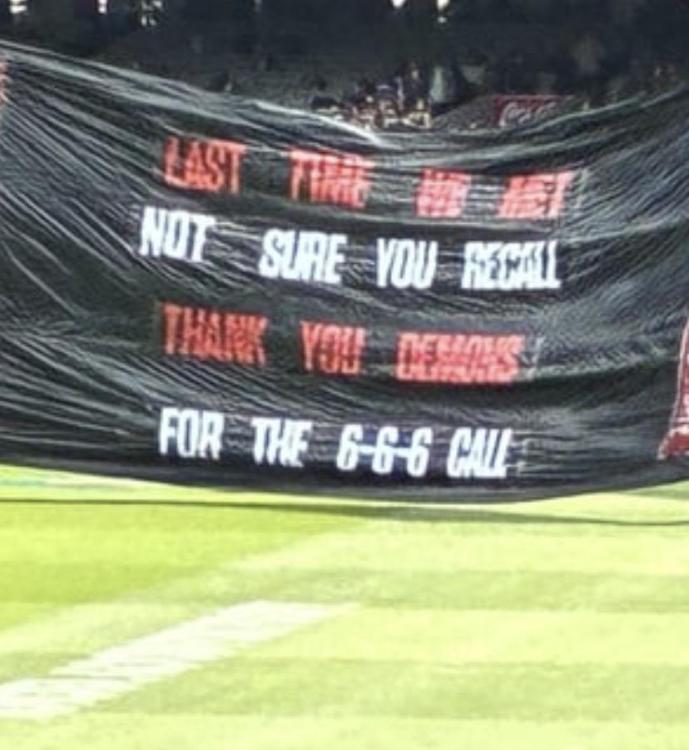 LAST TIME WE MET
NOT SURE YOU RECALL
THANK YOU DEMONS
FOR THE 6-6-6 CALL